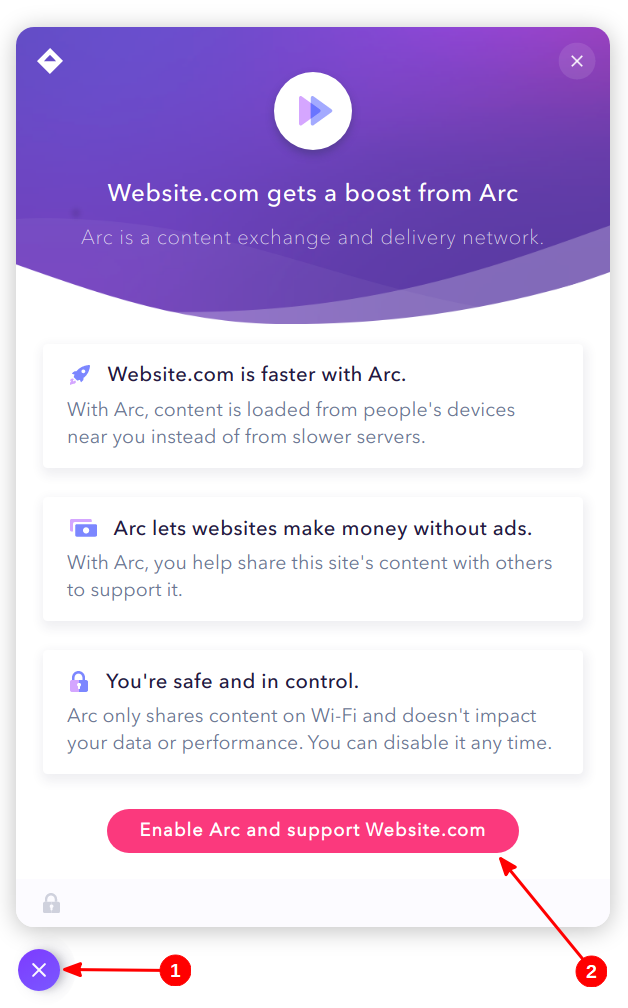 Website.com gets a boost from Arc
Arc is a content exchange and delivery network.
Website.com is faster with Arc.
With Arc, content is loaded from people's devices
near you instead of from slower servers.
Arc lets websites make money without ads.
With Arc, you help share this site's content with others
to support it.
You're safe and in control.
Arc only shares content on Wi-Fi and doesn't impact
your data or performance. You can disable it any time.
Enable Arc and support Website.com
1
2